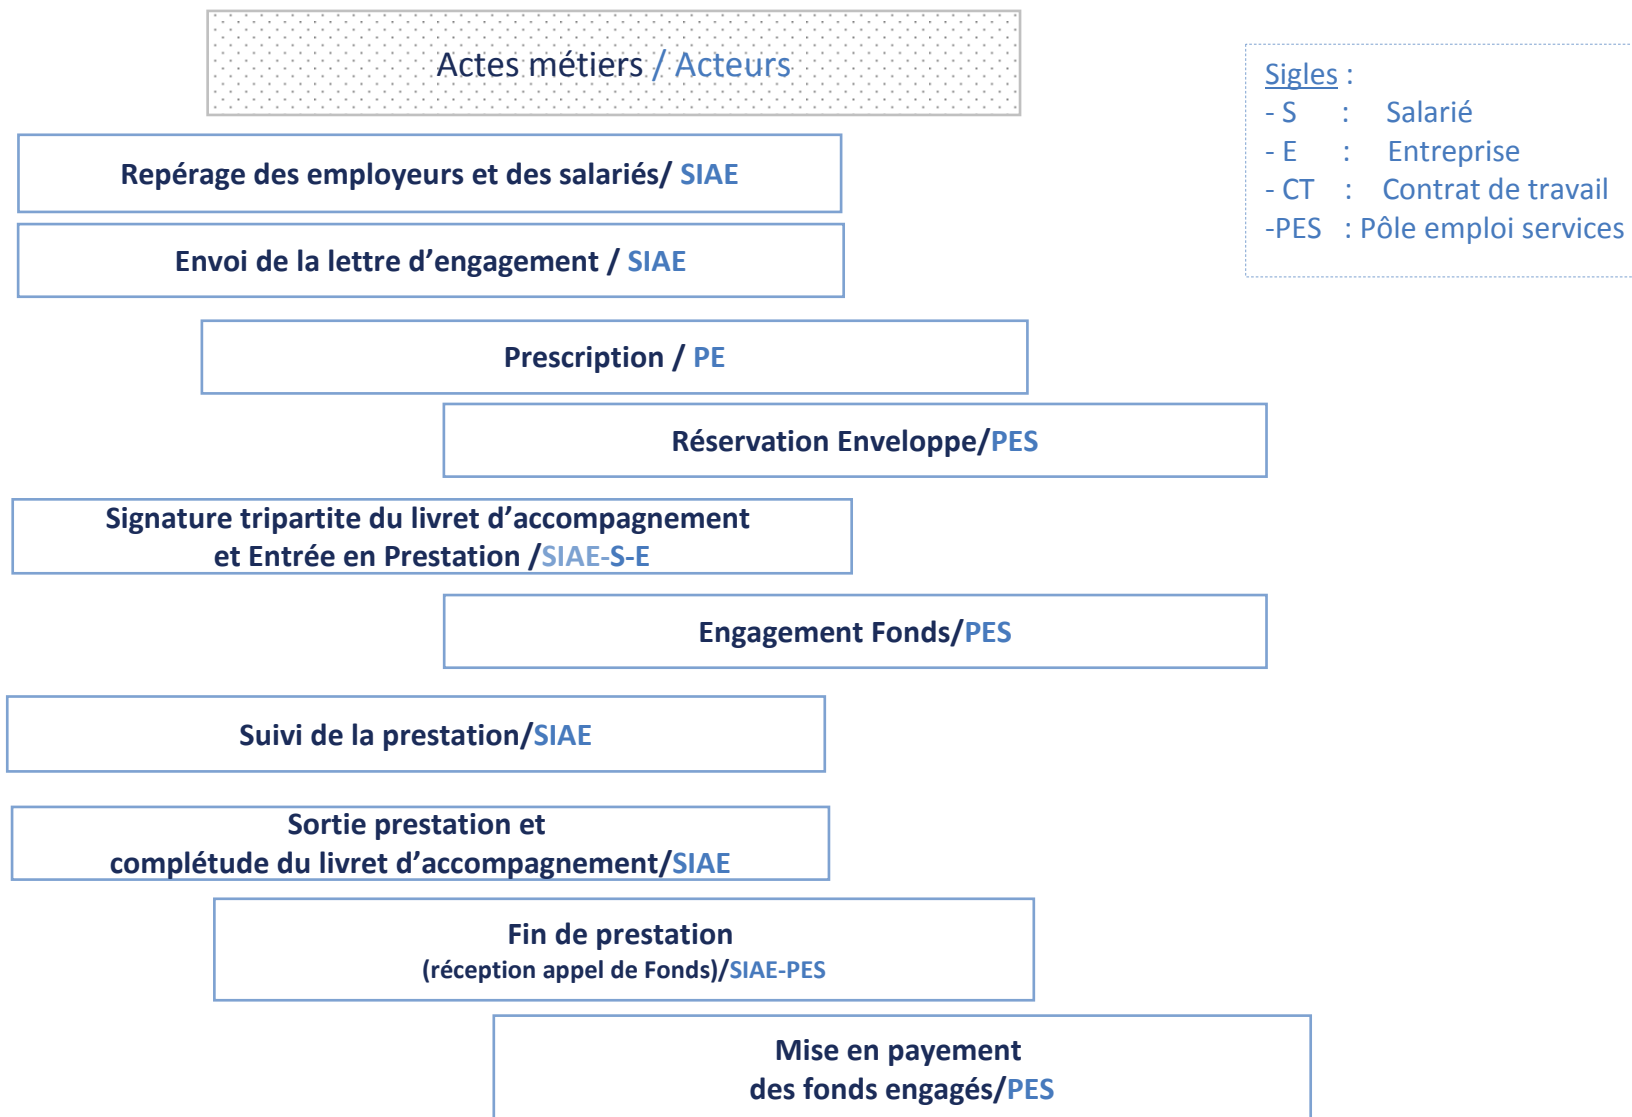 Actes métiers / Acteurs
Sigles :
- S : Salarié
- E : Entreprise
- CT : Contrat de travail
-PES : Pôle emploi services
Repérage des employeurs et des salariés/ SIAE
Envoi de la lettre d’engagement / SIAE
Prescription / PE
Réservation Enveloppe/PES
Signature tripartite du livret d’accompagnement
et Entrée en Prestation /SIAE-S-E
Engagement Fonds/PES
Suivi de la prestation/SIAE
Sortie prestation et
complétude du livret d’accompagnement/SIAE
Fin de prestation
(réception appel de Fonds)/SIAE-PES
Mise en payement
des fonds engagés/PES